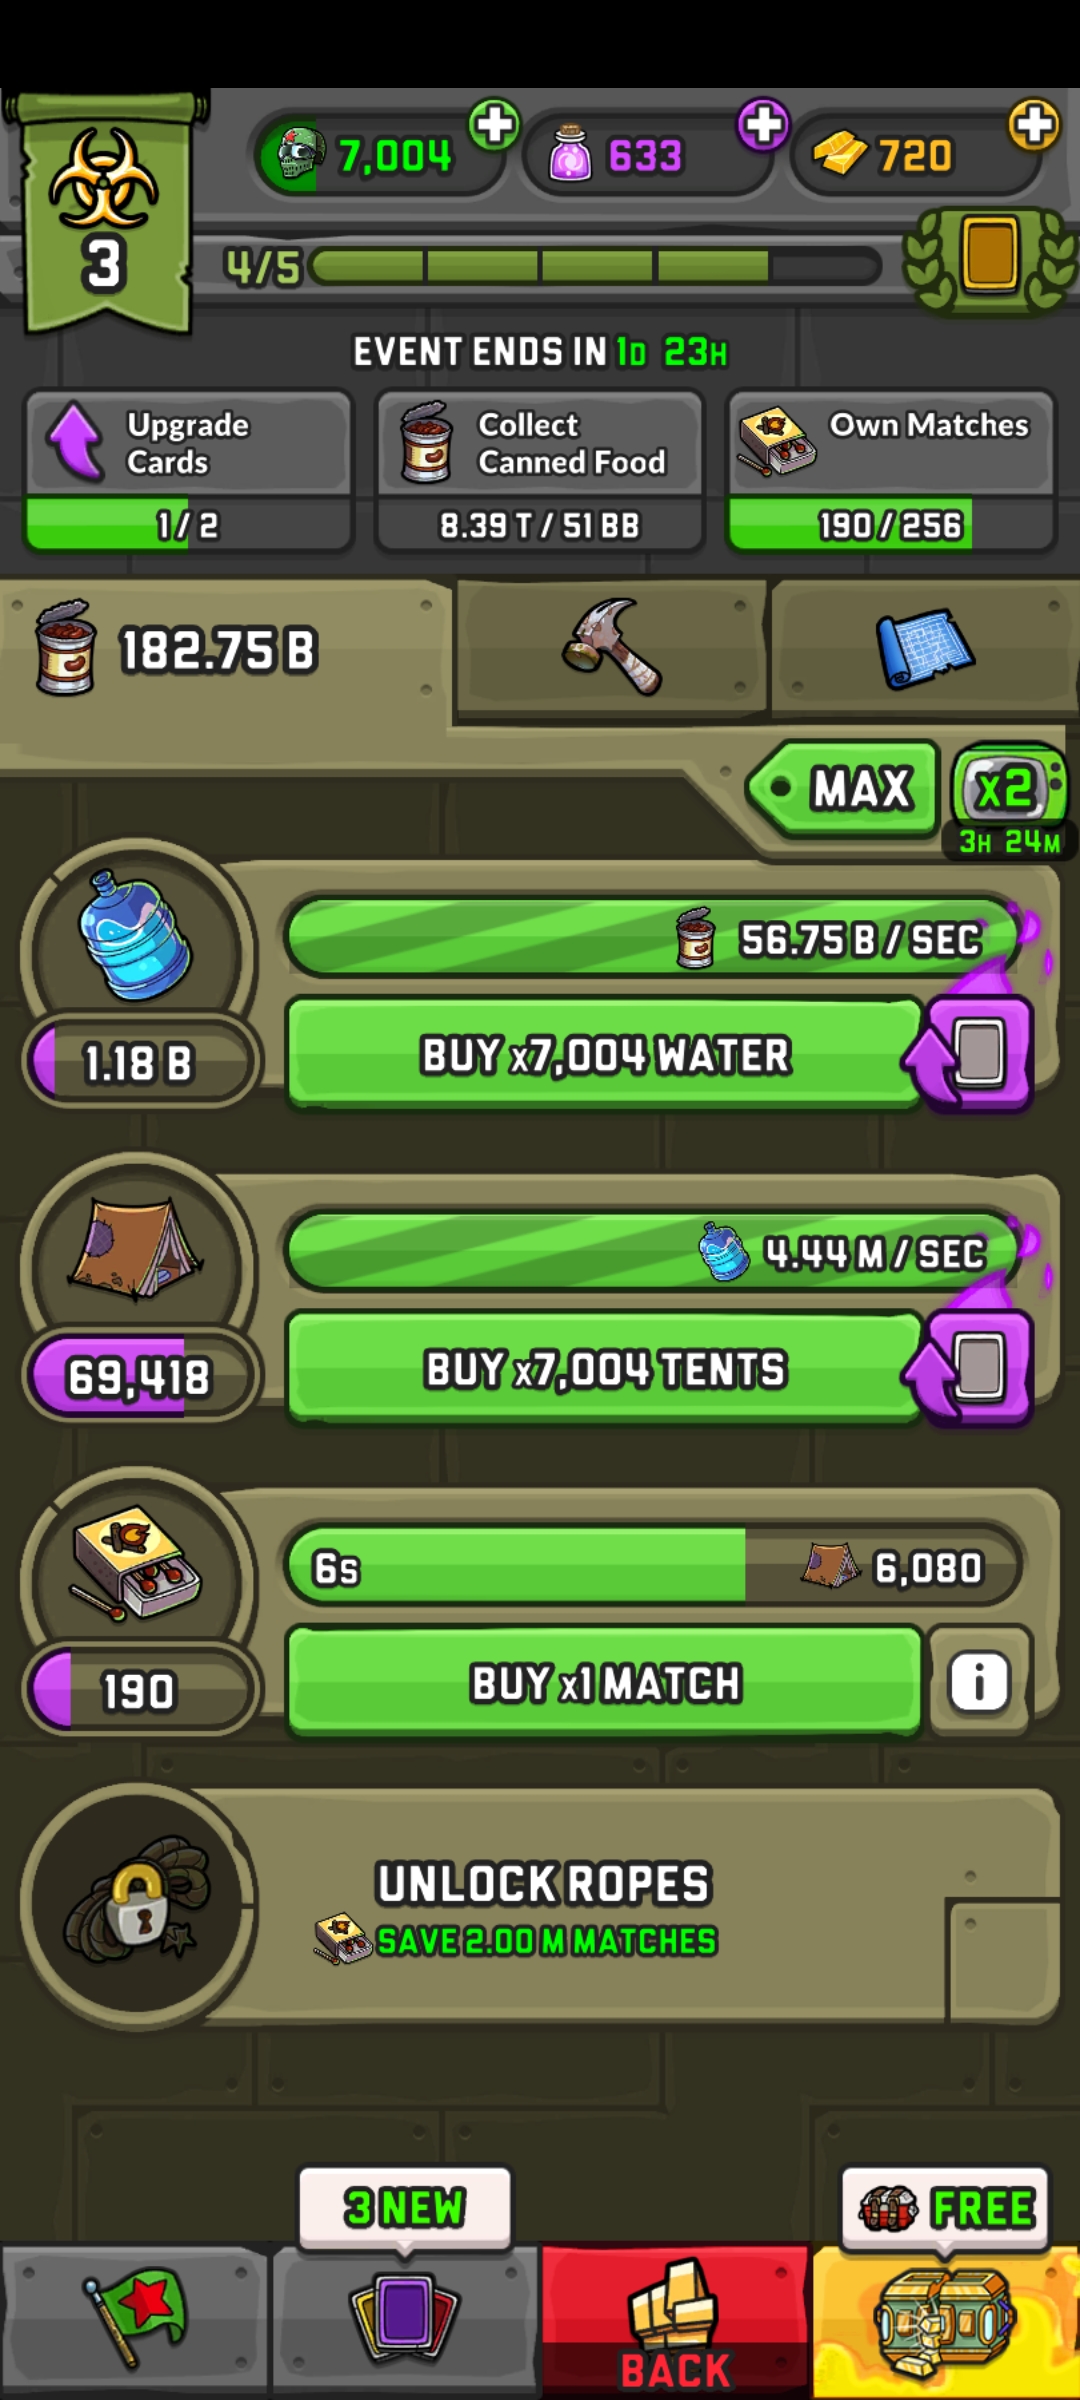 7,004
633
720
3
4/5
EVENT ENDS IN 1D 23H
Upgrade
Cards
1/2
Collect
Canned Food
8.39 T / 51 BB
Own Matches
190/256
182.75 B
MAX
x2
3H 24M
56.75 B / SEC
1.18 B
BUY x7,004 WATER
4.44 M / SEC
69,418
BUY x7,004 TENTS
6s
6,080
190
BUY x1 MATCH
i
UNLOCK ROPES
SAVE 2.00 M MATCHES
3 NEW
FREE
BACK